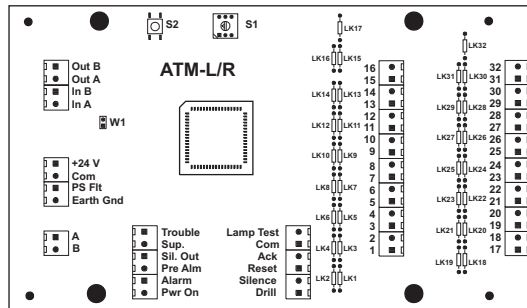 S2
S1
ATM-L/R
Out B
Out A
In B
In A
W1
+24 V
Com
PS Flt
Earth Gnd
A
B
Trouble
Sup.
Sil. Out
Pre Alm
Alarm
Pwr On
Lamp Test
Com
Ack
Reset
Silence
Drill
LK17
LK16 LK15
LK14 LK13
LK12 LK11
LK10 LK9
LK8 LK7
LK6 LK5
LK4 LK3
LK2 LK1
16
15
14
13
12
11
10
9
8
7
6
5
4
3
2
1
LK32
LK31 LK30
LK29 LK28
LK27 LK26
LK25 LK24
LK23 LK22
LK21 LK20
LK19 LK18
32
31
30
29
28
27
26
25
24
23
22
21
20
19
18
17